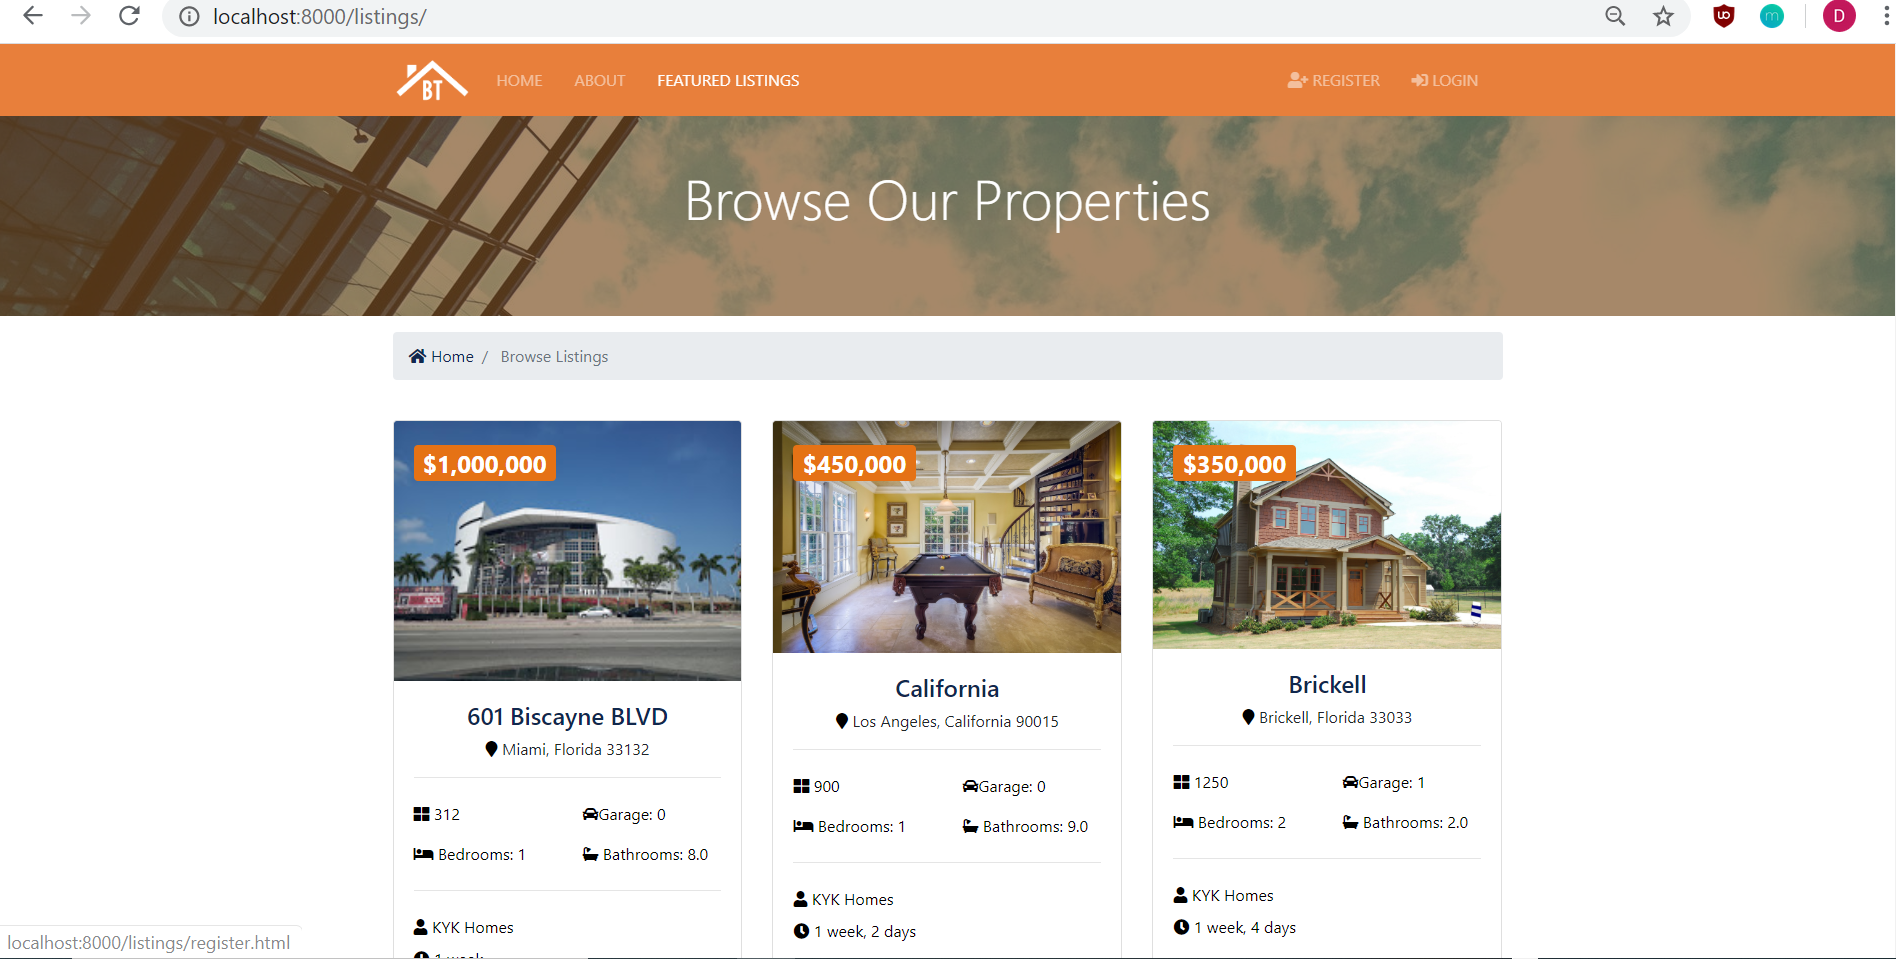 localhost:8000/listings/
D
BT
HOME ABOUT FEATURED LISTINGS REGISTER LOGIN
Browse Our Properties
Home / Browse Listings
$1,000,000
601 Biscayne BLVD
Miami, Florida 33132
312 Garage: 0
Bedrooms: 1 Bathrooms: 8.0
KYK Homes
1 week
$450,000
California
Los Angeles, California 90015
900 Garage: 0
Bedrooms: 1 Bathrooms: 9.0
KYK Homes
1 week, 2 days
$350,000
Brickell
Brickell, Florida 33033
1250 Garage: 1
Bedrooms: 2 Bathrooms: 2.0
KYK Homes
1 week, 4 days
localhost:8000/listings/register.html